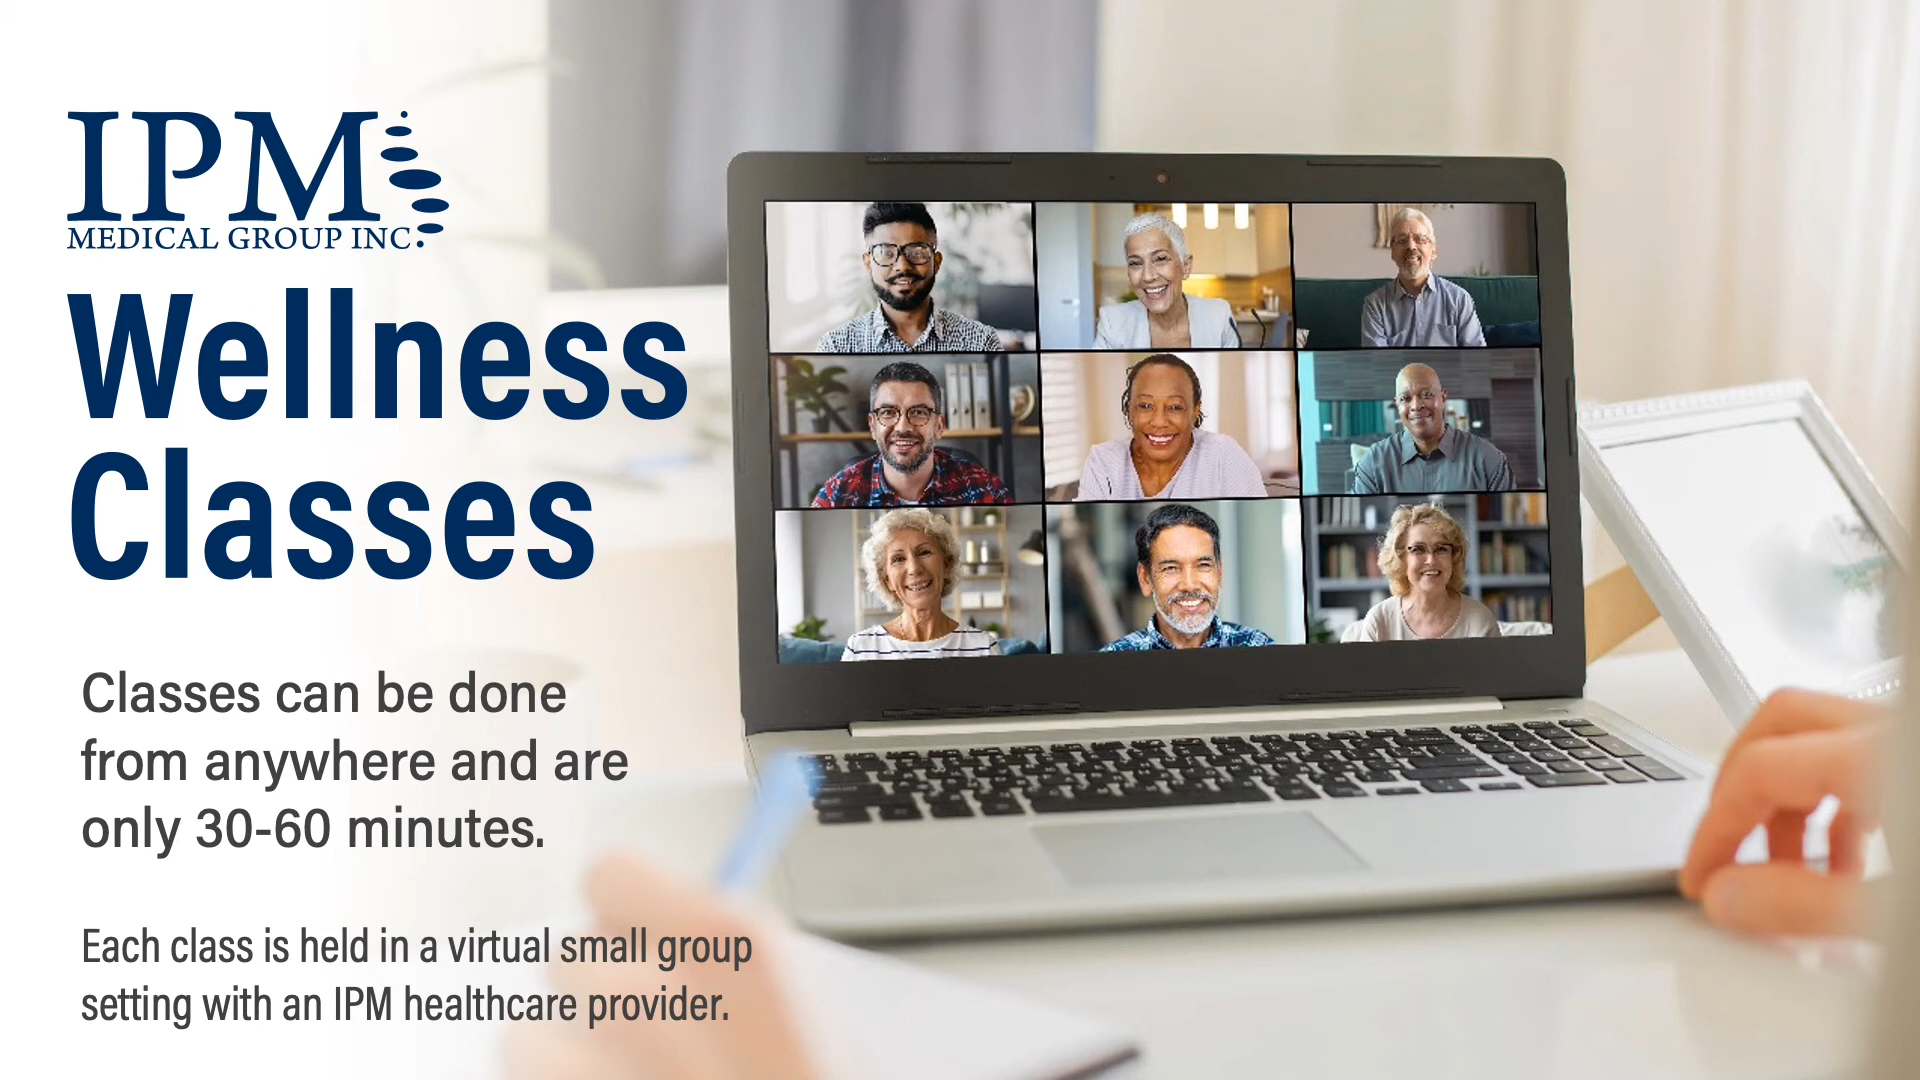 IPM
MEDICAL GROUP INC.
Wellness
Classes
Classes can be done
from anywhere and are
only 30-60 minutes.
Each class is held in a virtual small group
setting with an IPM healthcare provider.